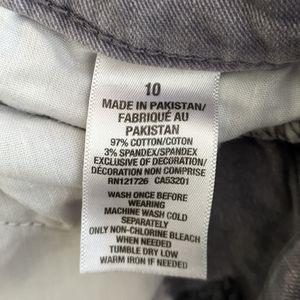 10
MADE IN PAKISTAN/
FABRIQUÉ AU
PAKISTAN
97% COTTON/COTON
3% SPANDEX/SPANDEX
EXCLUSIVE OF DECORATION/
DÉCORATION NON COMPRISE
RN121726 CA53201
WASH ONCE BEFORE
WEARING
MACHINE WASH COLD
SEPARATELY
ONLY NON-CHLORINE BLEACH
WHEN NEEDED
TUMBLE DRY LOW
WARM IRON IF NEEDED